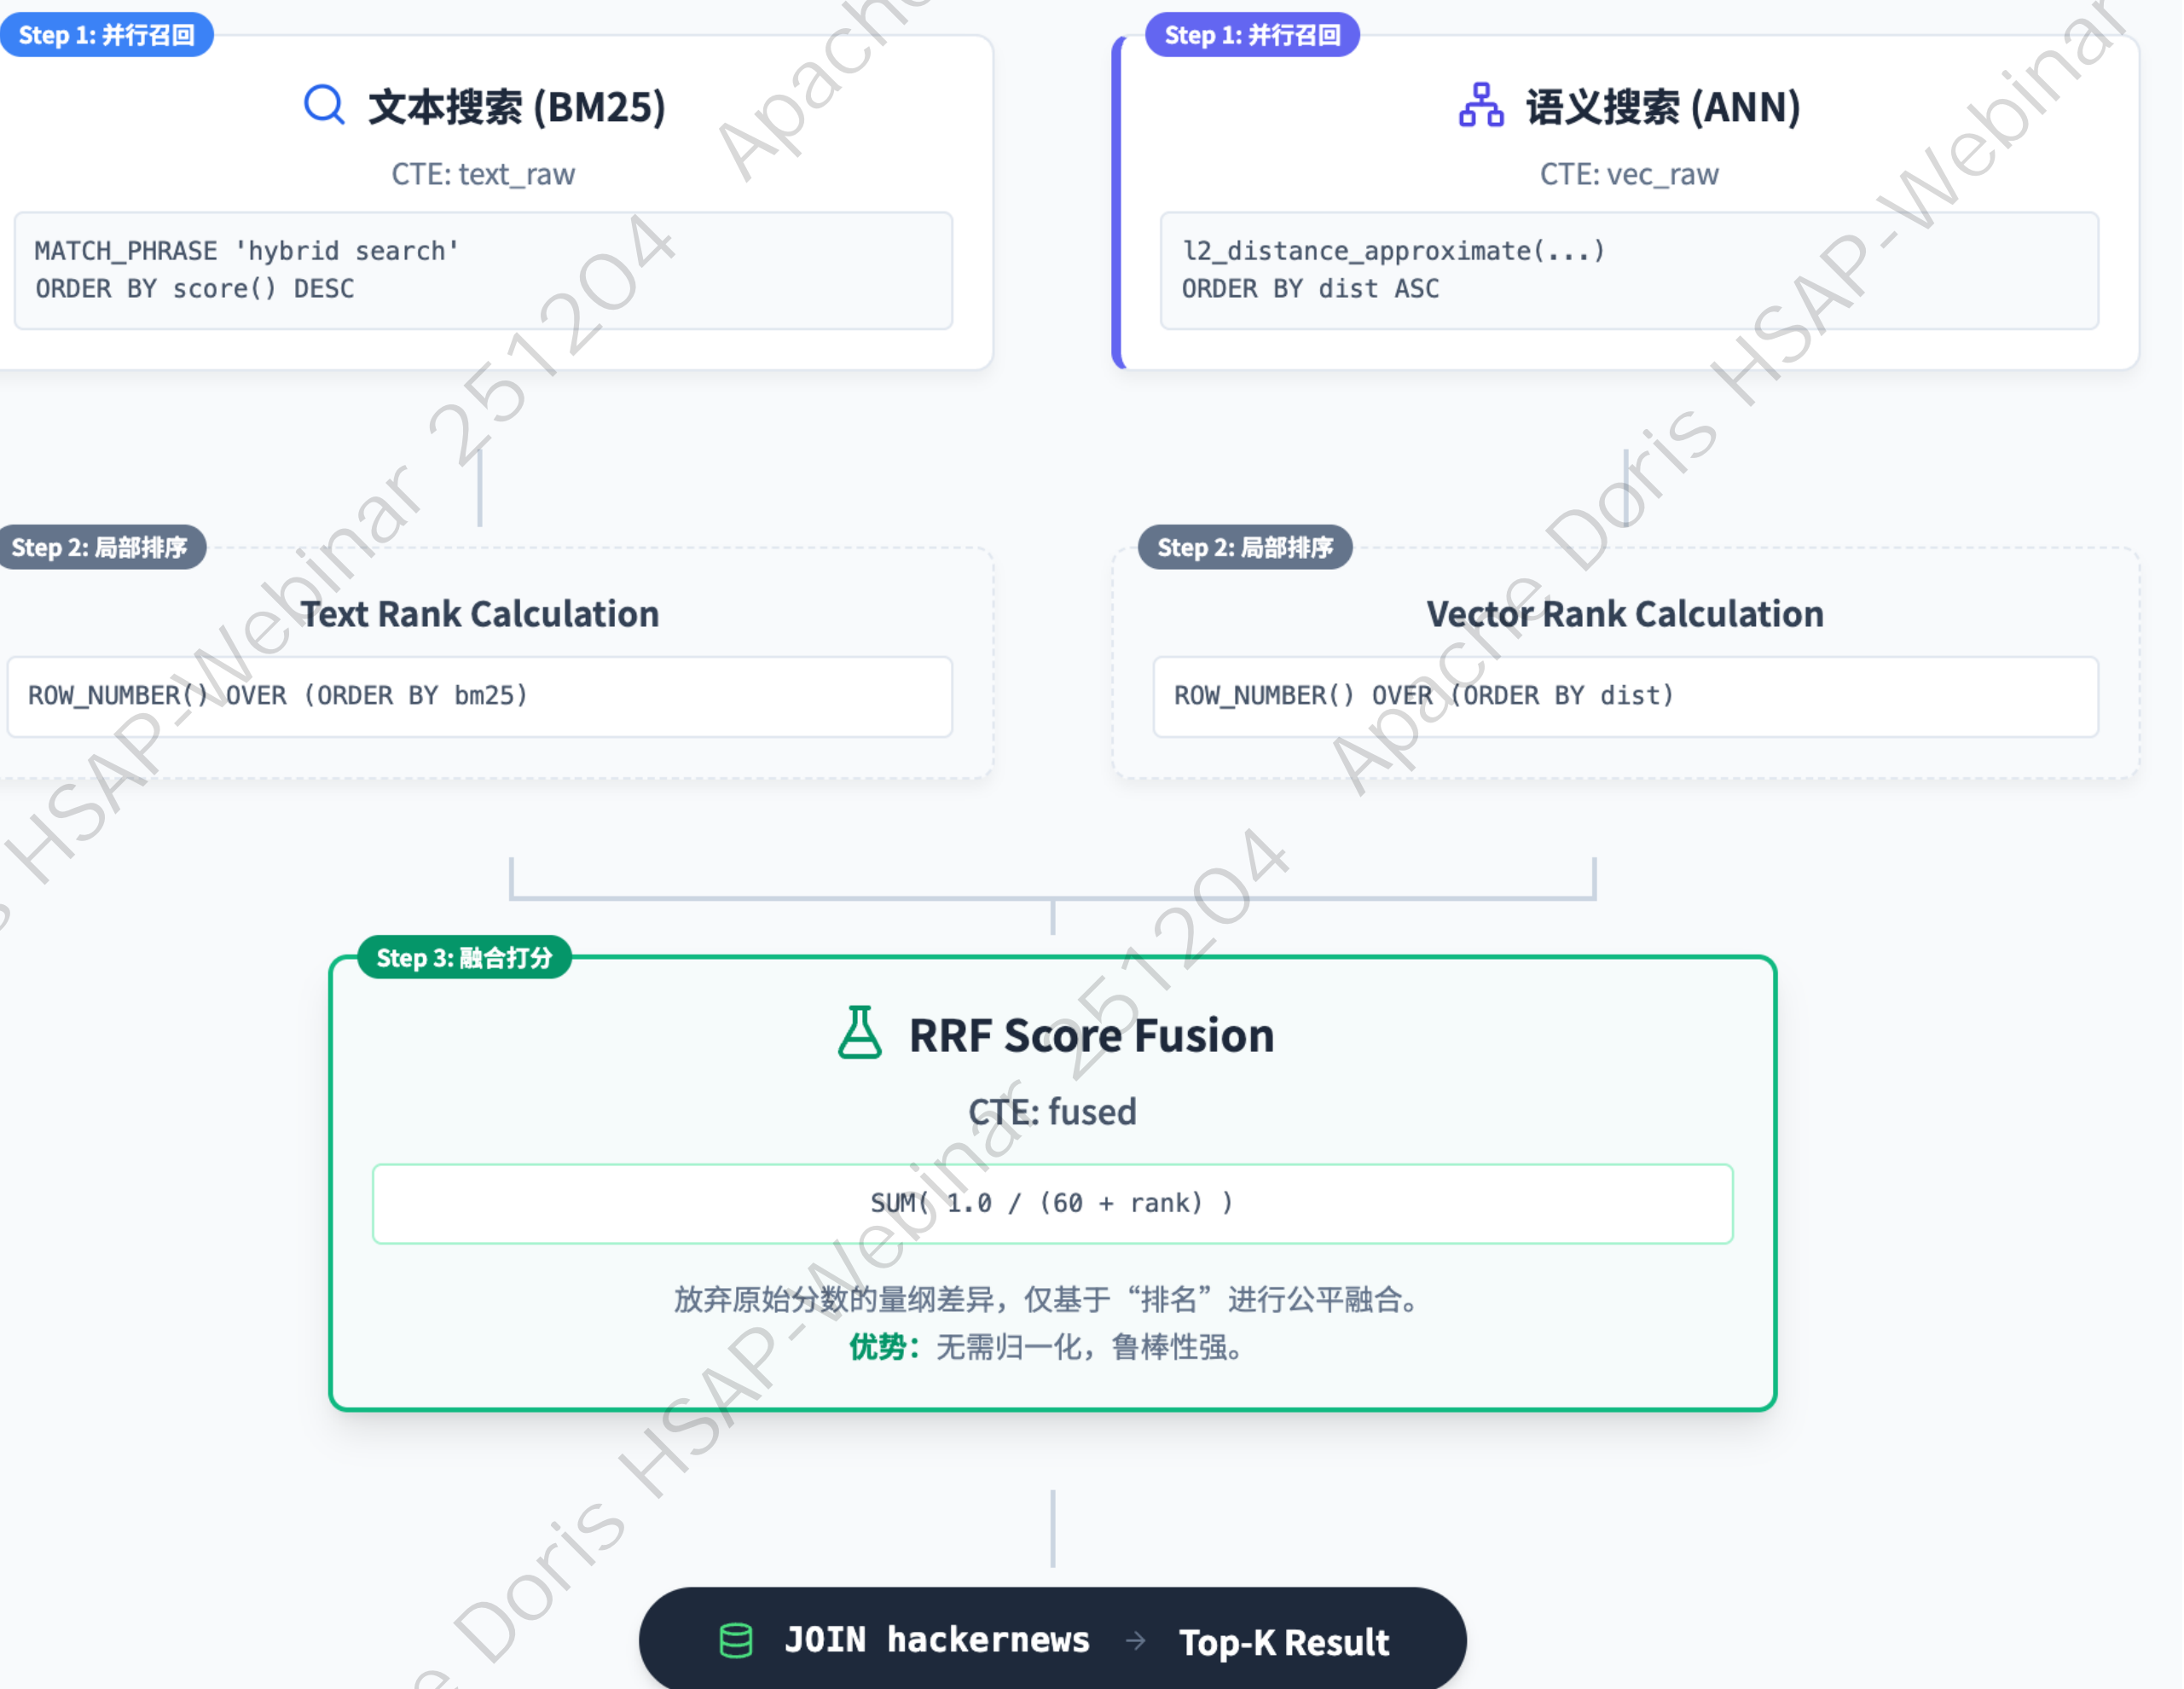 Step 1: 并行召回
文本搜索 (BM25)
CTE: text_raw
MATCH_PHRASE 'hybrid search'
ORDER BY score() DESC
Step 1: 并行召回
语义搜索 (ANN)
CTE: vec_raw
l2_distance_approximate(...)
ORDER BY dist ASC
Step 2: 局部排序
Text Rank Calculation
ROW_NUMBER() OVER (ORDER BY bm25)
Step 2: 局部排序
Vector Rank Calculation
ROW_NUMBER() OVER (ORDER BY dist)
Step 3: 融合打分
RRF Score Fusion
CTE: fused
SUM( 1.0 / (60 + rank) )
放弃原始分数的量纲差异，仅基于“排名”进行公平融合。
优势：无需归一化，鲁棒性强。
JOIN hackernews → Top-K Result
Apache
HSAP-Webinar 251204
Apache Doris HSAP-Webinar
Doris HSAP-Webinar 251204